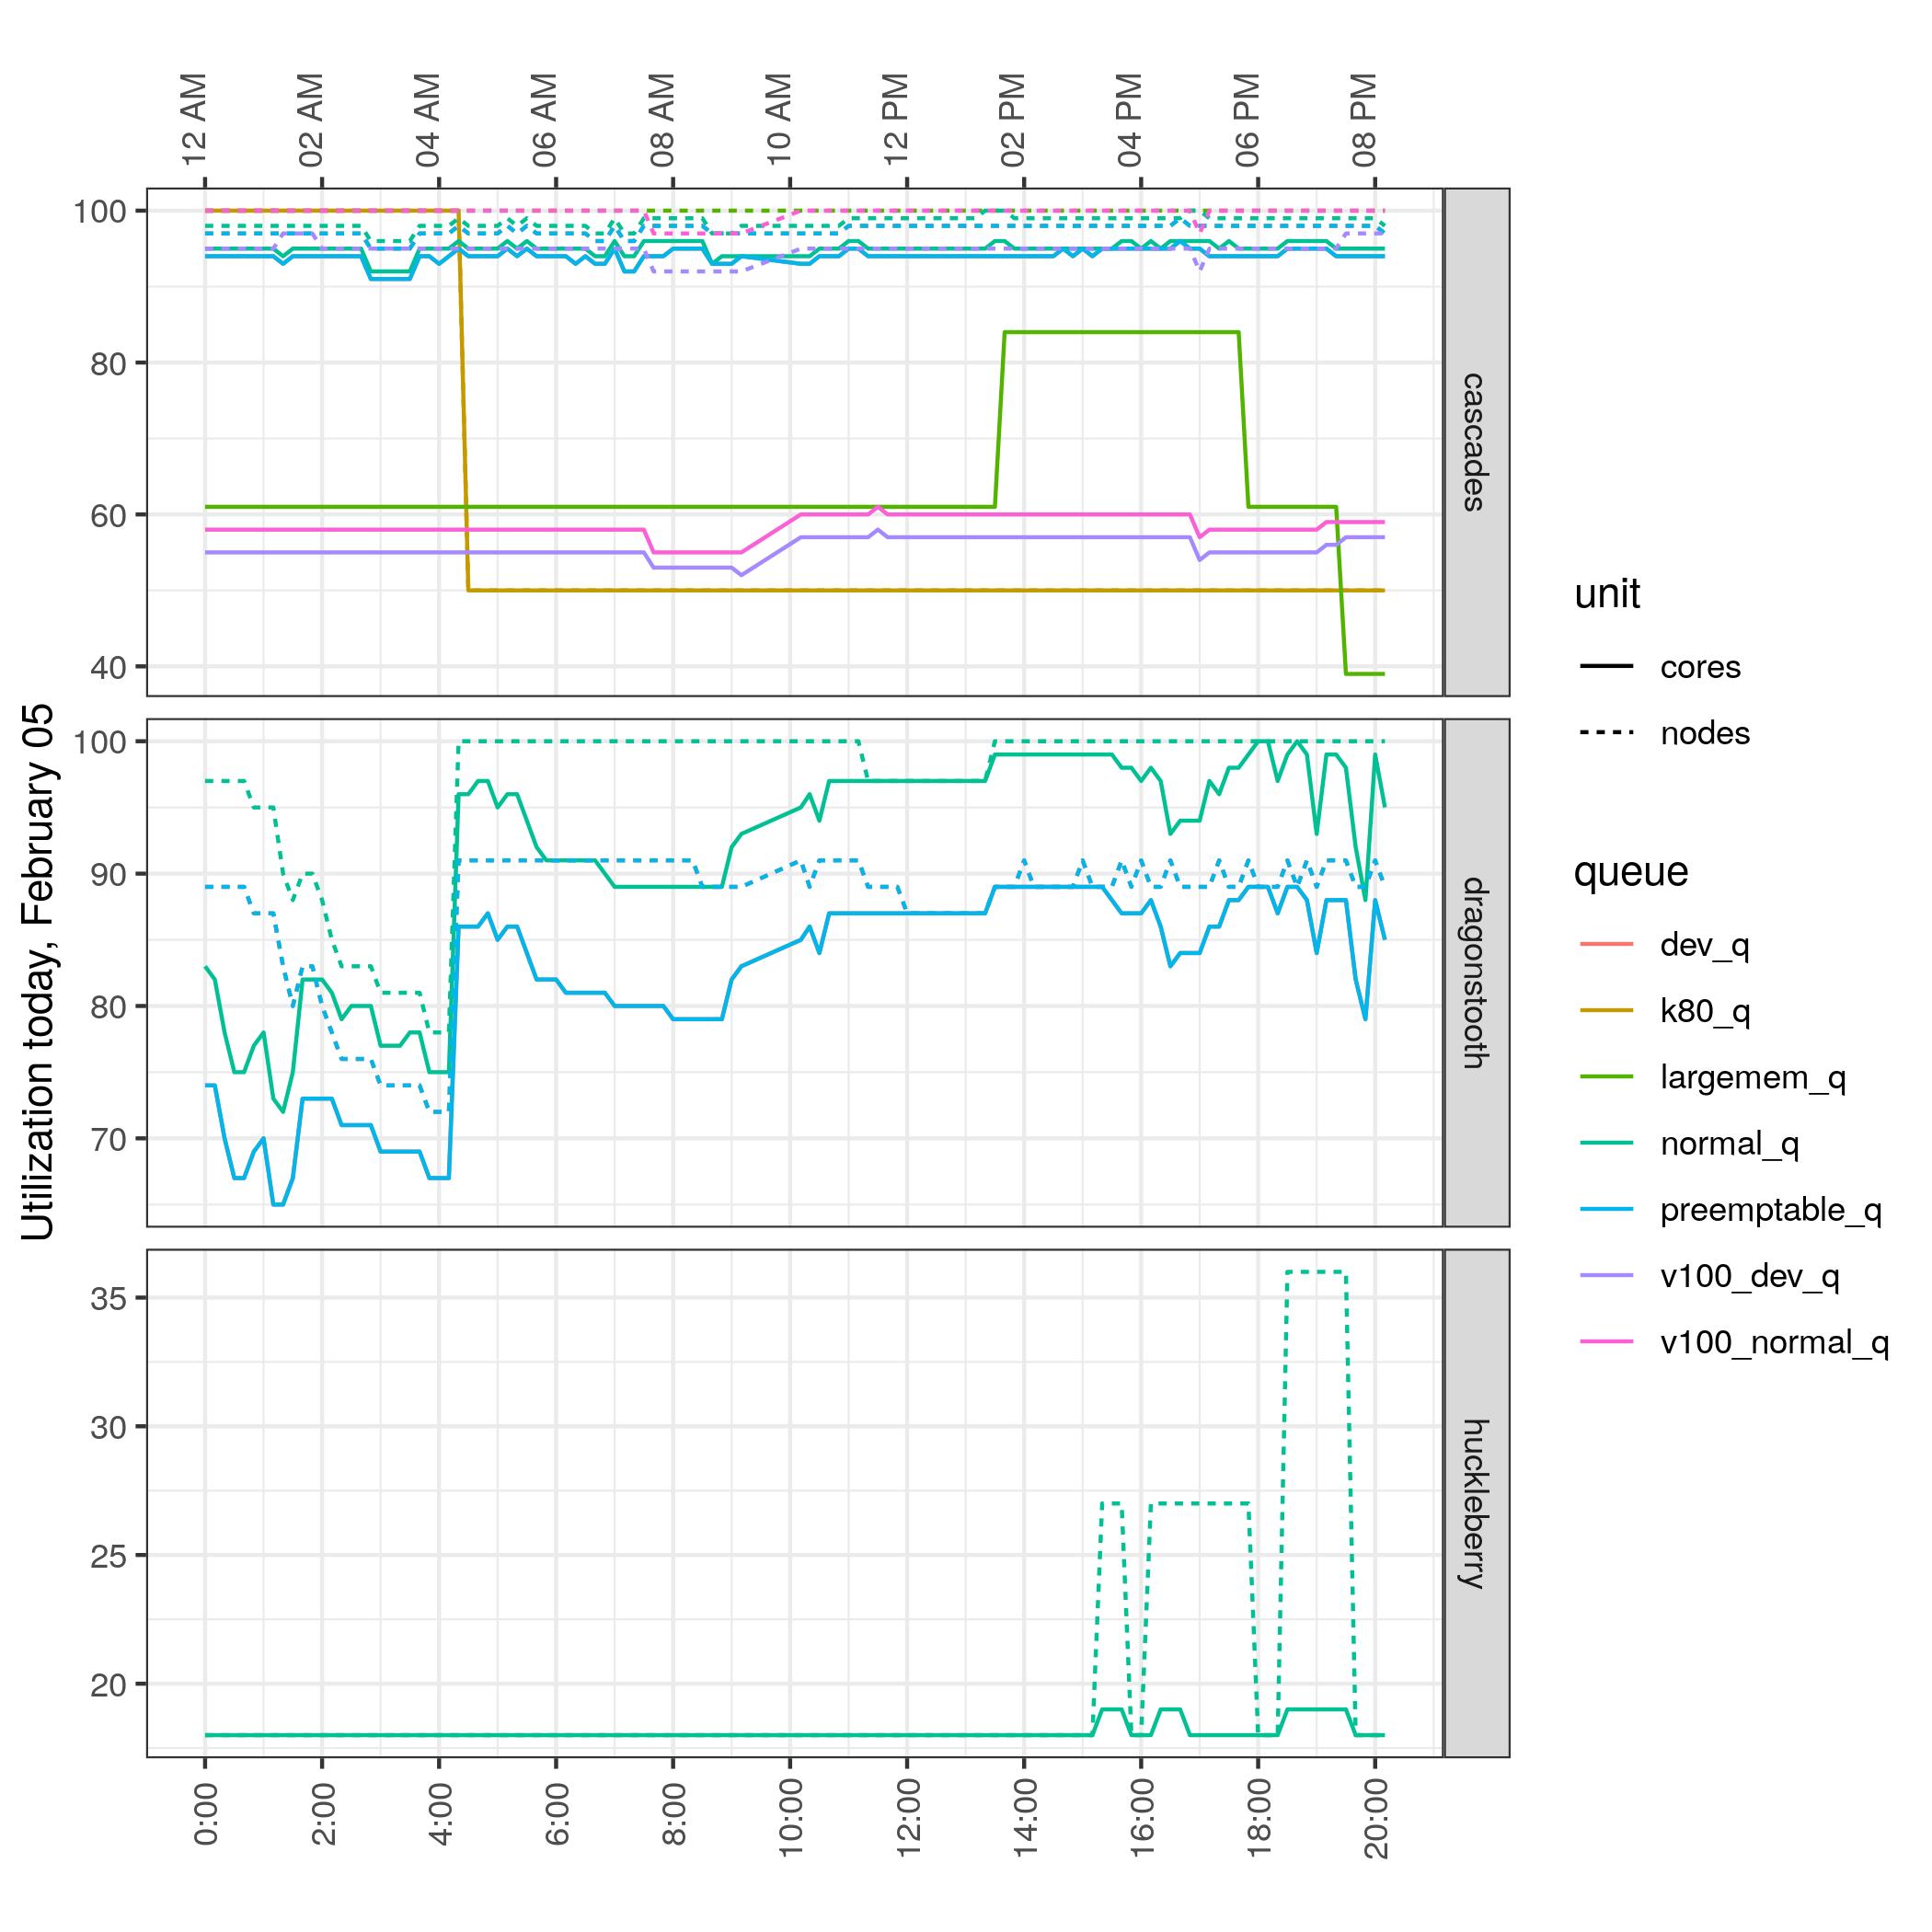 12 AM
02 AM
04 AM
06 AM
08 AM
10 AM
12 PM
02 PM
04 PM
06 PM
08 PM
Utilization today, February 05
100
80
60
40
cascades
100
90
80
70
dragonstooth
35
30
25
20
huckleberry
0:00
2:00
4:00
6:00
8:00
10:00
12:00
14:00
16:00
18:00
20:00
unit
cores
nodes
queue
dev_q
k80_q
largemem_q
normal_q
preemptable_q
v100_dev_q
v100_normal_q